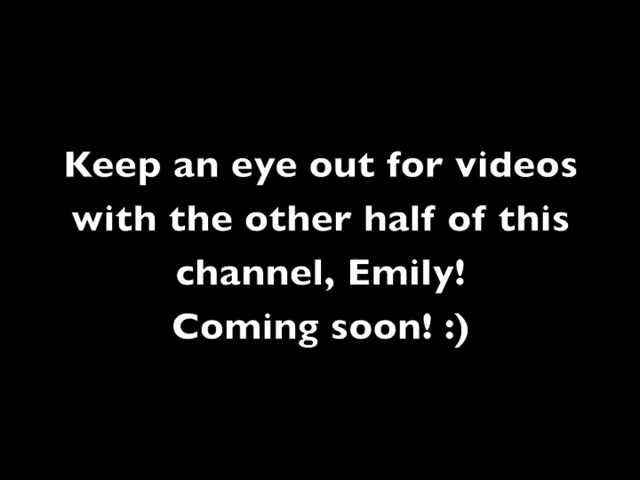 Keep an eye out for videos
with the other half of this
channel, Emily!
Coming soon! :)